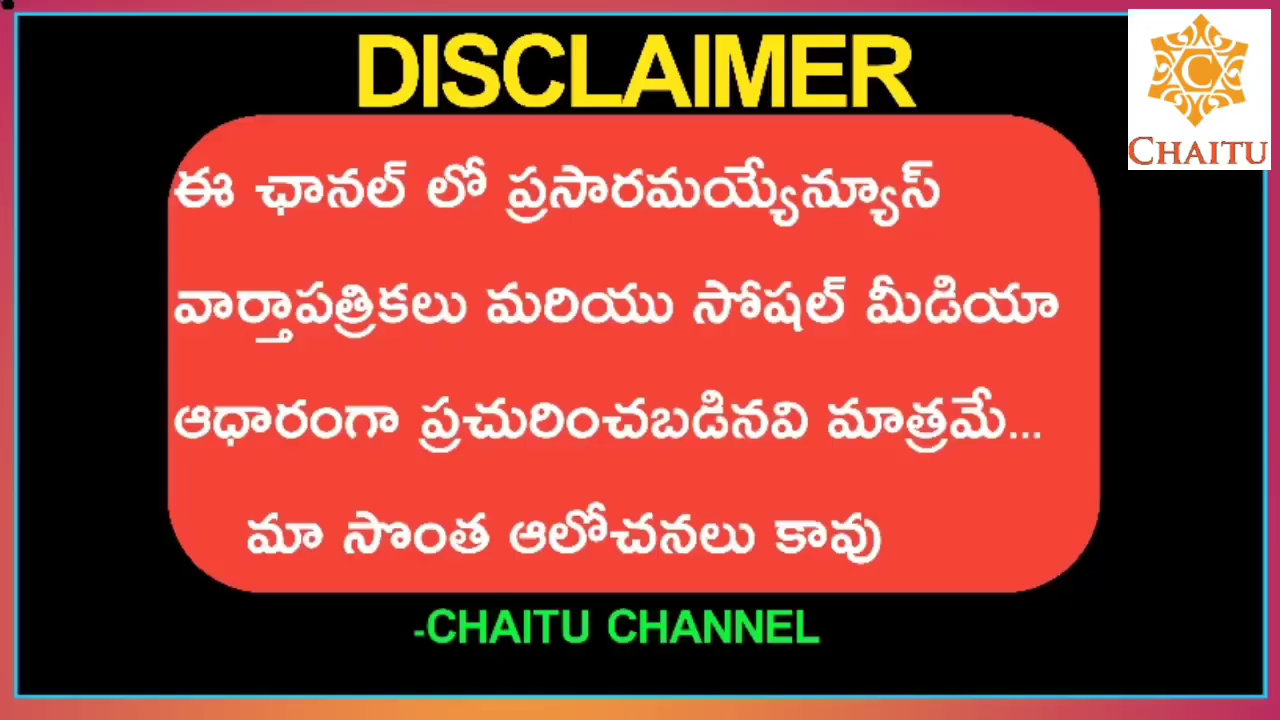 DISCLAIMER
C
CHAITU
ఈ ఛానల్ లో ప్రసారమయ్యేన్యూస్
వార్తాపత్రికలు మరియు సోషల్ మీడియా
ఆధారంగా ప్రచురించబడినవి మాత్రమే...
మా సొంత ఆలోచనలు కావు
-CHAITU CHANNEL